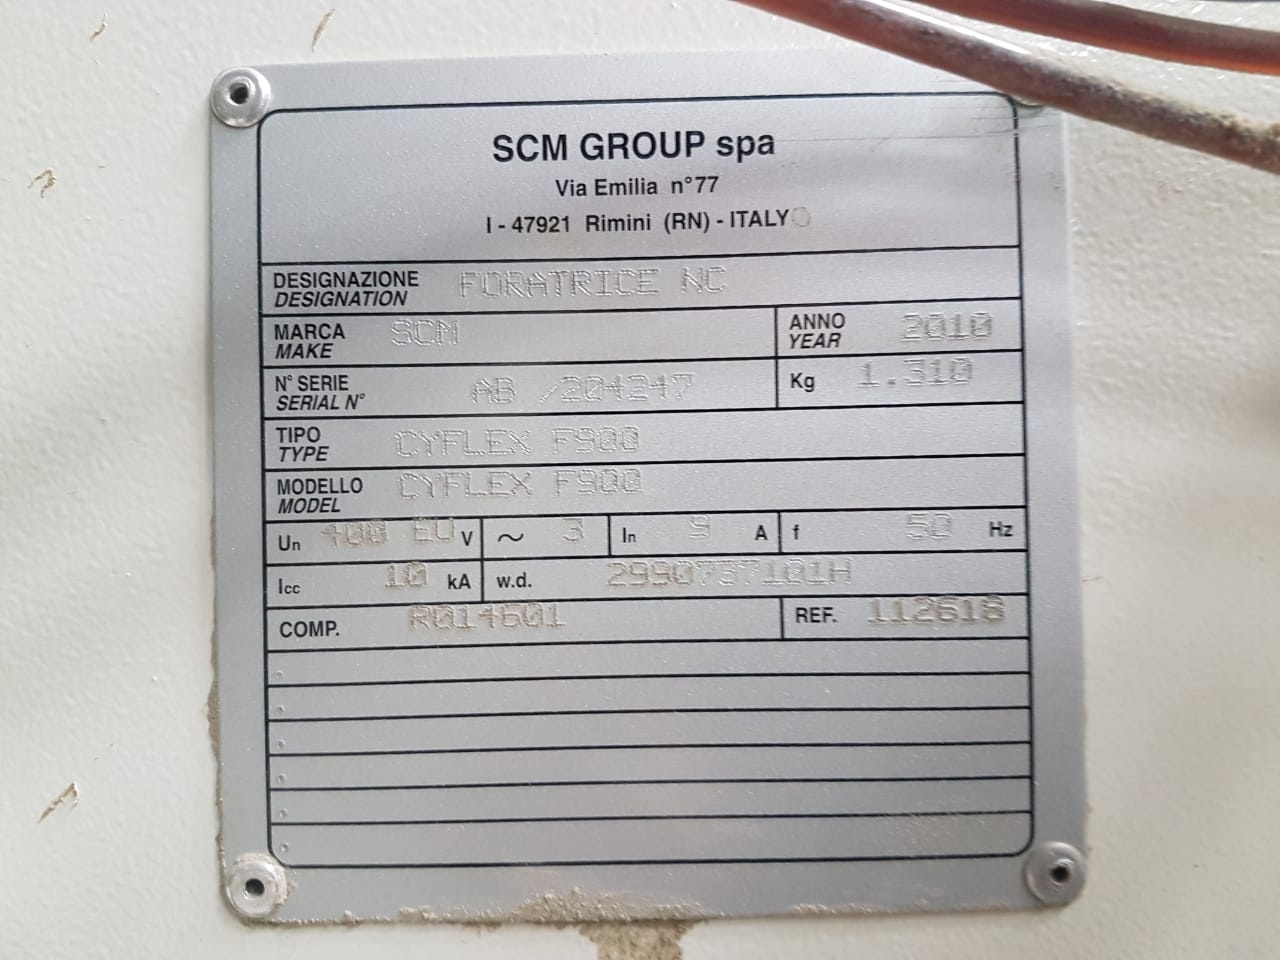 SCM GROUP spa
Via Emilia n°77
I - 47921 Rimini (RN) - ITALY
DESIGNAZIONE FORATRICE NC
DESIGNATION
MARCA SCM ANNO 2010
MAKE YEAR
N° SERIE AB /204247 Kg 1.310
SERIAL N°
TIPO CYFLEX F900
TYPE
MODELLO CYFLEX F900
MODEL
Un 400 EU V ~ 3 In 9 A f 50 Hz
Icc 10 kA w.d. 2990737101H
COMP. R014601 REF. 112618